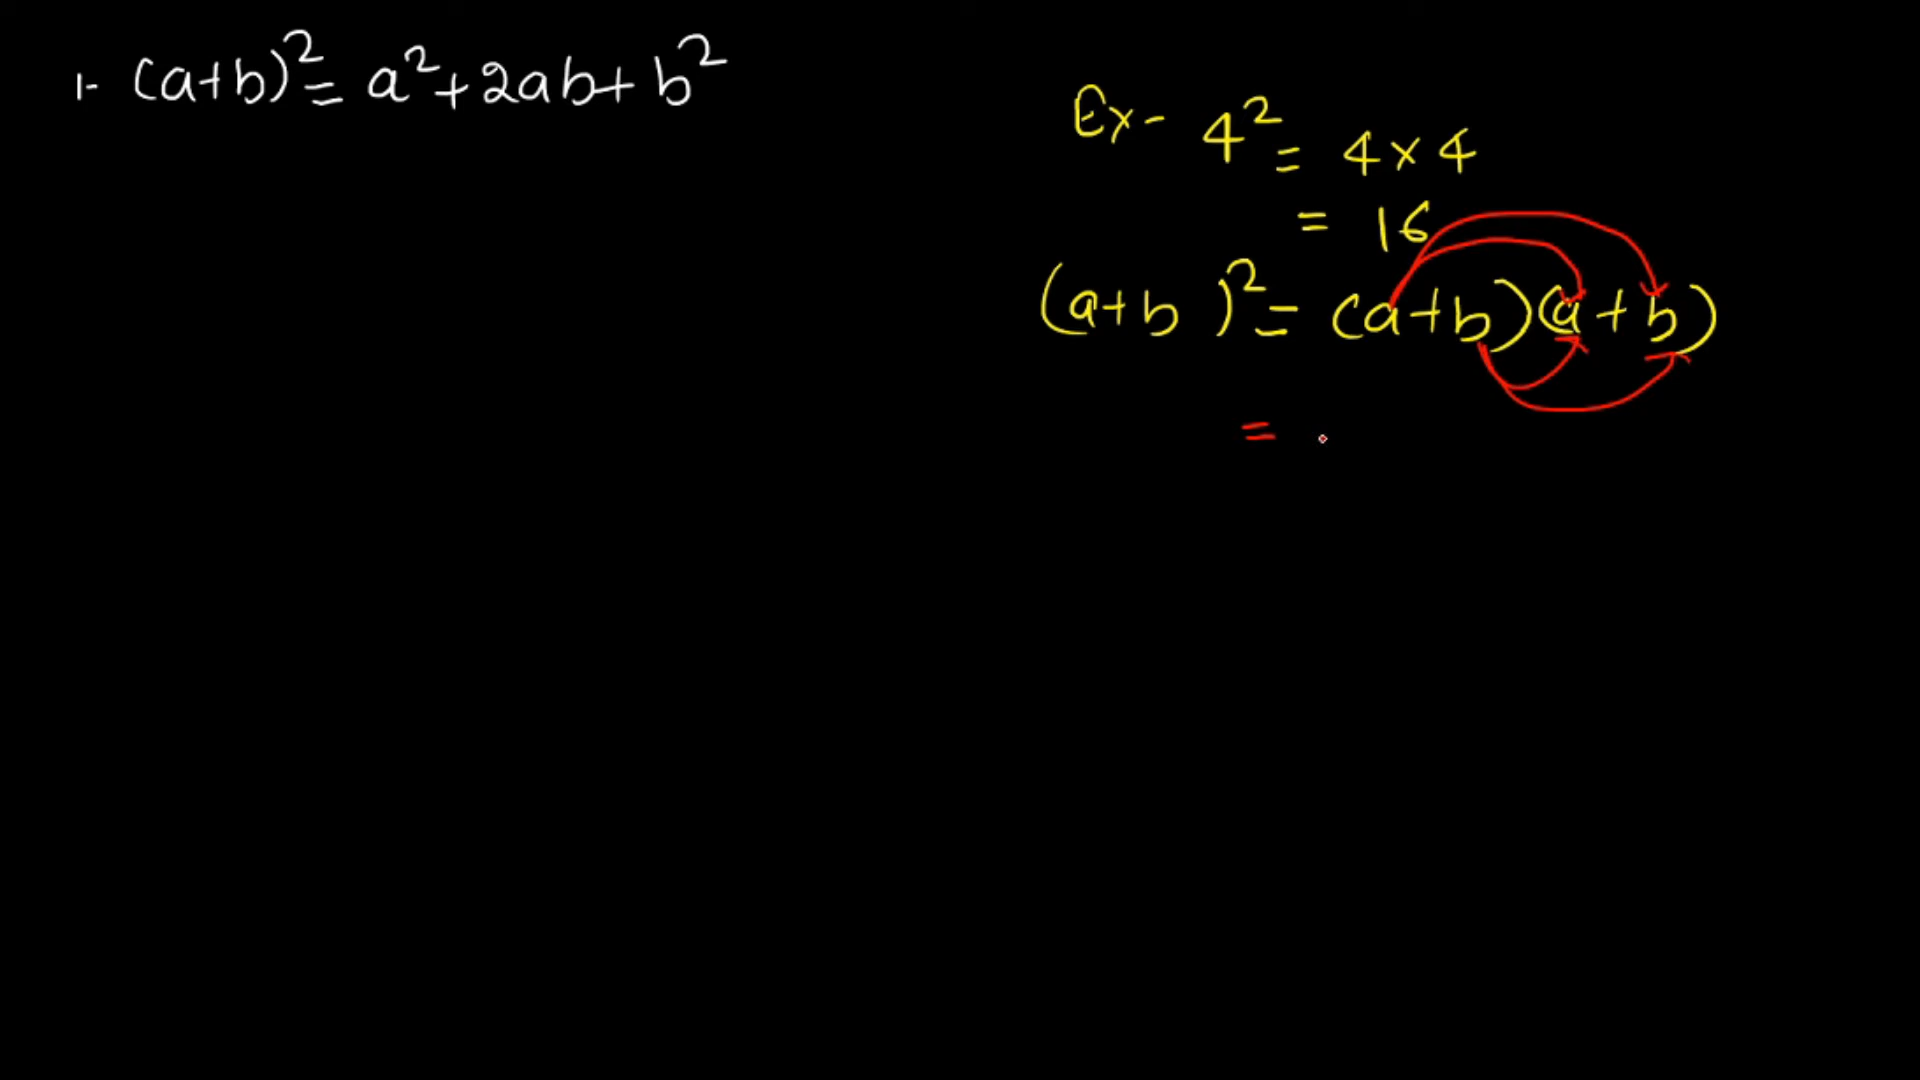 1- (a+b)²= a²+2ab+b²
Ex- 4² = 4×4
= 16
(a+b)²= (a+b)(a+b)
=